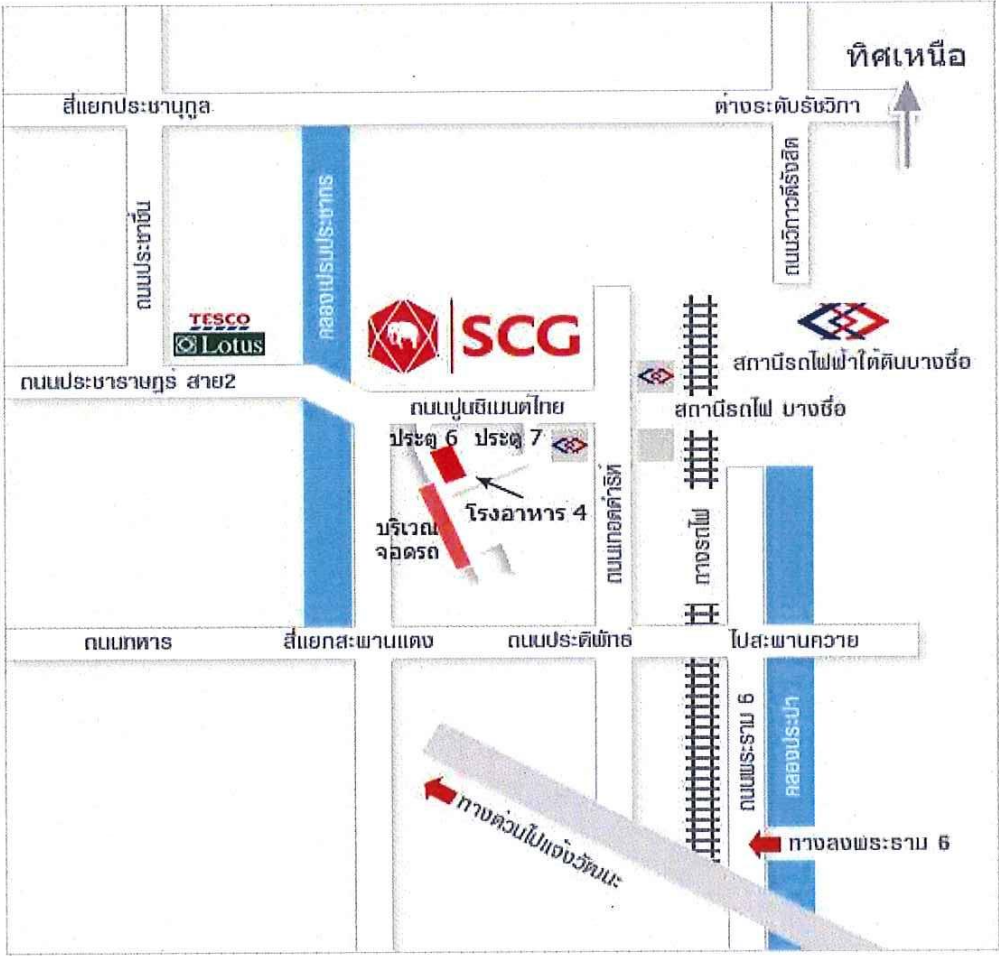 ทิศเหนือ
สี่แยกประชานุกูล
ต่างระดับรัชวิภา
ถนนประชาชื่น
คลองเปรมประชากร
ถนนวิภาวดีรังสิต
TESCO
Lotus
SCG
สถานีรถไฟฟ้าใต้ดินบางซื่อ
ถนนประชาราษฎร์ สาย2
ถนนปูนซิเมนต์ไทย
สถานีรถไฟ บางซื่อ
ประตู 6
ประตู 7
โรงอาหาร 4
บริเวณ
จอดรถ
ถนนเทอดดำริห์
ทางรถไฟ
ถนนทหาร
สี่แยกสะพานแดง
ถนนประดิพัทธ์
ไปสะพานควาย
ถนนพระราม 6
คลองประปา
ทางด่วนไปแจ้งวัฒนะ
ทางลงพระราม 6